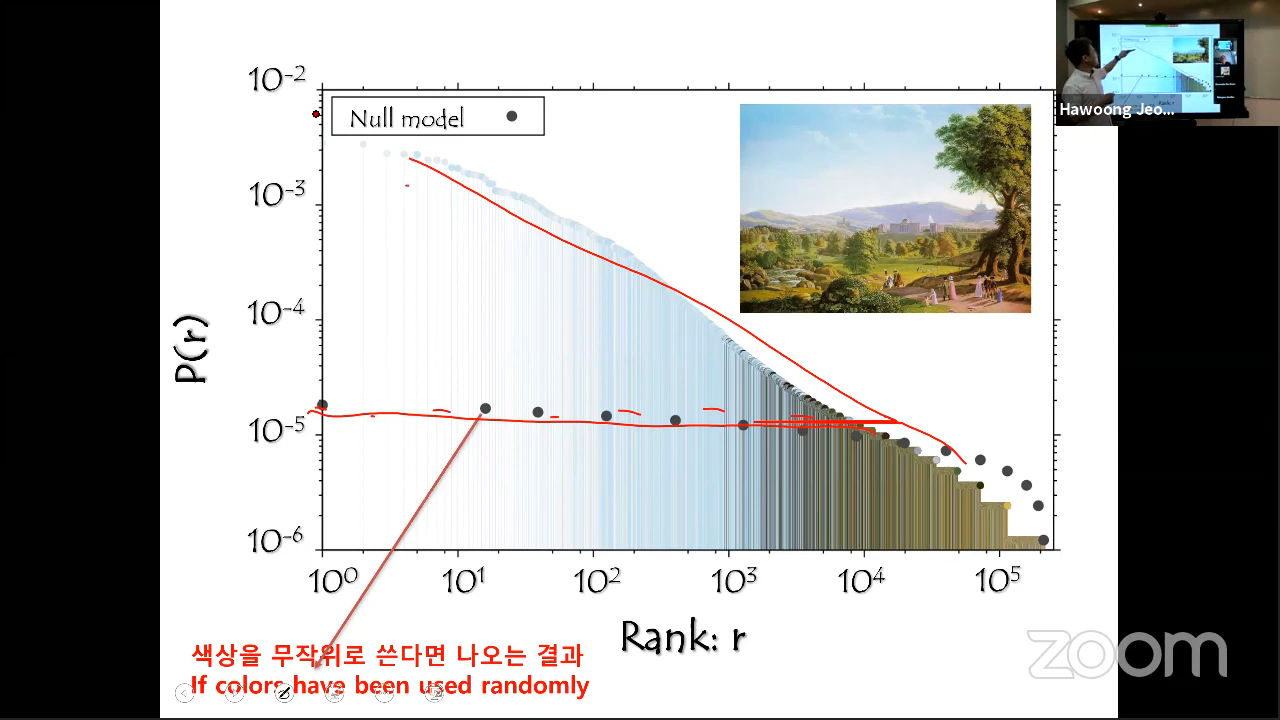 10-2
Null model
Hawoong Jeo...
10-3
10-4
P(r)
10-5
10-6
100 101 102 103 104 105
Rank: r
색상을 무작위로 쓴다면 나오는 결과
If colors have been used randomly
zoom